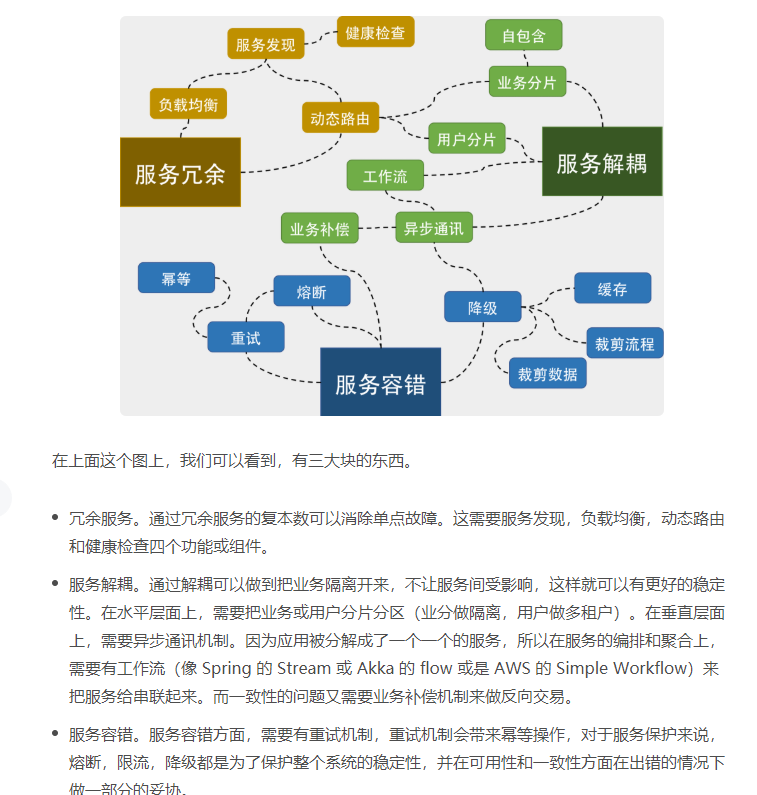 健康检查
自包含
服务发现
业务分片
负载均衡
动态路由
用户分片
服务冗余
服务解耦
工作流
业务补偿
异步通讯
幂等
熔断
缓存
降级
重试
裁剪流程
裁剪数据
服务容错
在上面这个图上，我们可以看到，有三大块的东西。
冗余服务。通过冗余服务的复本数可以消除单点故障。这需要服务发现，负载均衡，动态路由
和健康检查四个功能或组件。
服务解耦。通过解耦可以做到把业务隔离开来，不让服务间受影响，这样就可以有更好的稳定
性。在水平层面上，需要把业务或用户分片分区（业分做隔离，用户做多租户）。在垂直层面
上，需要异步通讯机制。因为应用被分解成了一个一个的服务，所以在服务的编排和聚合上，
需要有工作流（像 Spring 的 Stream 或 Akka 的 flow 或是 AWS 的 Simple Workflow）来
把服务给串联起来。而一致性的问题又需要业务补偿机制来做反向交易。
服务容错。服务容错方面，需要有重试机制，重试机制会带来幂等操作，对于服务保护来说，
熔断，限流，降级都是为了保护整个系统的稳定性，并在可用性和一致性方面在出错的情况下
做一部分的妥协。